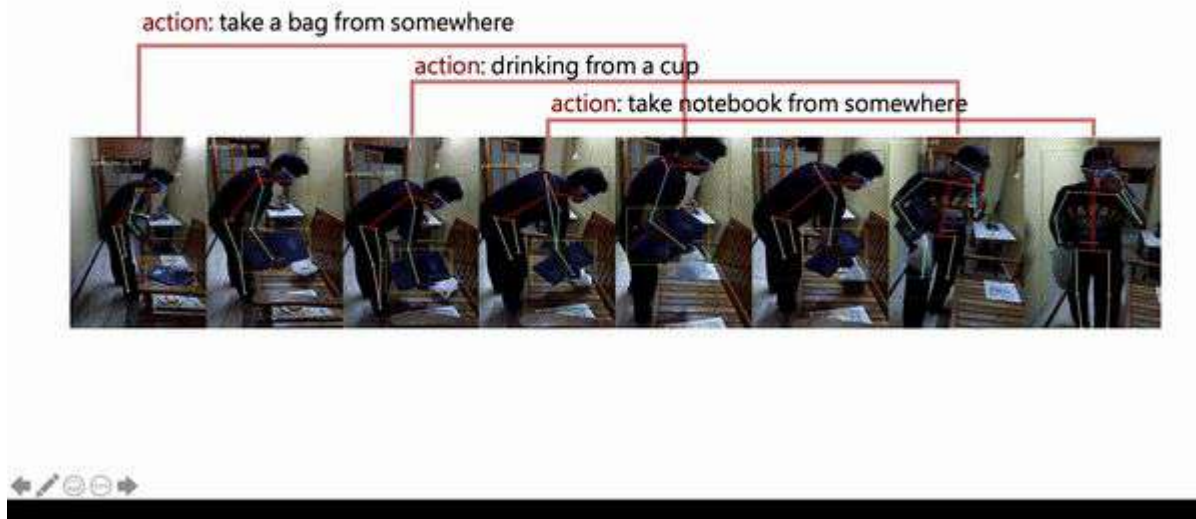 action: take a bag from somewhere
action: drinking from a cup
action: take notebook from somewhere